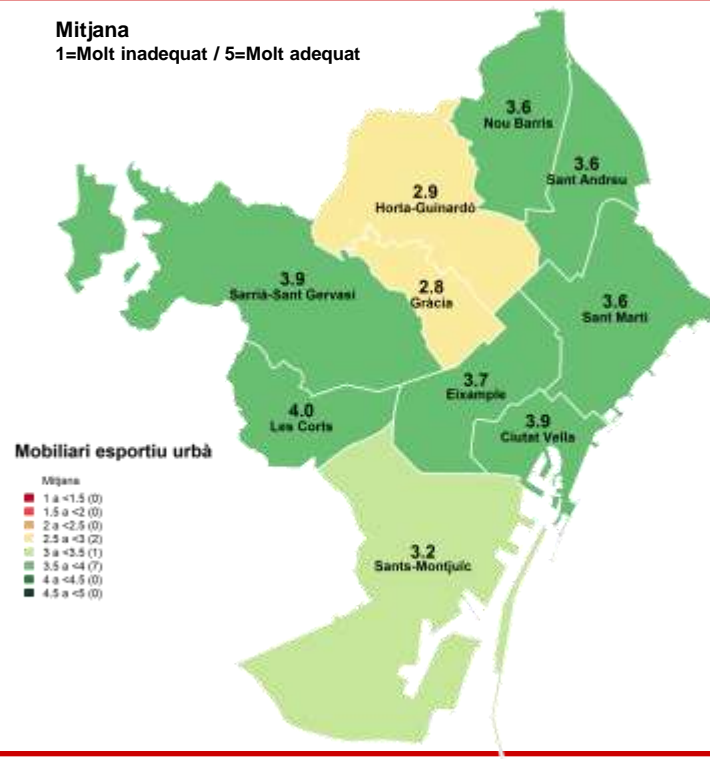 Mitjana
1=Molt inadequat / 5=Molt adequat
3.6
Nou Barris
3.6
Sant Andreu
2.9
Horta-Guinardó
3.9
Sarrià-Sant Gervasi
2.8
Gràcia
3.6
Sant Martí
3.7
Eixample
4.0
Les Corts
3.9
Ciutat Vella
3.2
Sants-Montjuïc
Mobiliari esportiu urbà
Mitjana
1 a <1.5 (0)
1.5 a <2 (0)
2 a <2.5 (0)
2.5 a <3 (2)
3 a <3.5 (1)
3.5 a <4 (7)
4 a <4.5 (0)
4.5 a <5 (0)